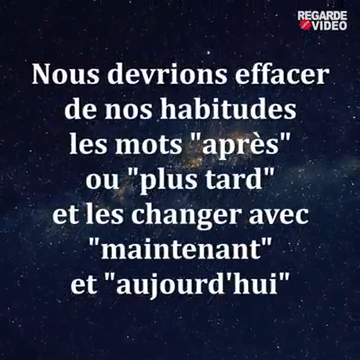 REGARDE
VIDEO
Nous devrions effacer
de nos habitudes
les mots "après"
ou "plus tard"
et les changer avec
"maintenant"
et "aujourd'hui"